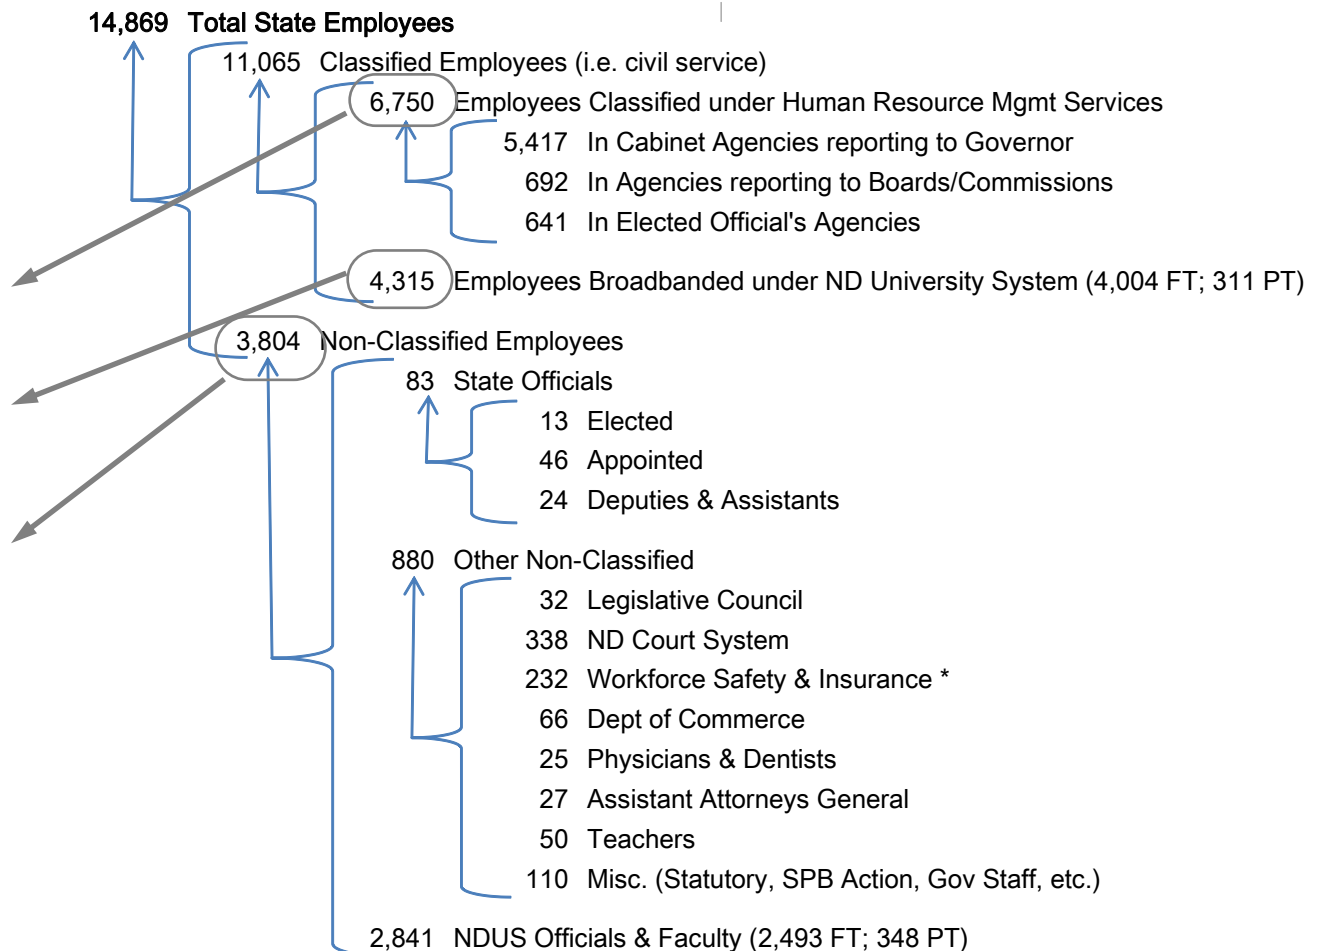 14,869 Total State Employees
11,065 Classified Employees (i.e. civil service)
6,750 Employees Classified under Human Resource Mgmt Services
5,417 In Cabinet Agencies reporting to Governor
692 In Agencies reporting to Boards/Commissions
641 In Elected Official's Agencies
4,315 Employees Broadbanded under ND University System (4,004 FT; 311 PT)
3,804 Non-Classified Employees
83 State Officials
13 Elected
46 Appointed
24 Deputies & Assistants
880 Other Non-Classified
32 Legislative Council
338 ND Court System
232 Workforce Safety & Insurance *
66 Dept of Commerce
25 Physicians & Dentists
27 Assistant Attorneys General
50 Teachers
110 Misc. (Statutory, SPB Action, Gov Staff, etc.)
2,841 NDUS Officials & Faculty (2,493 FT; 348 PT)